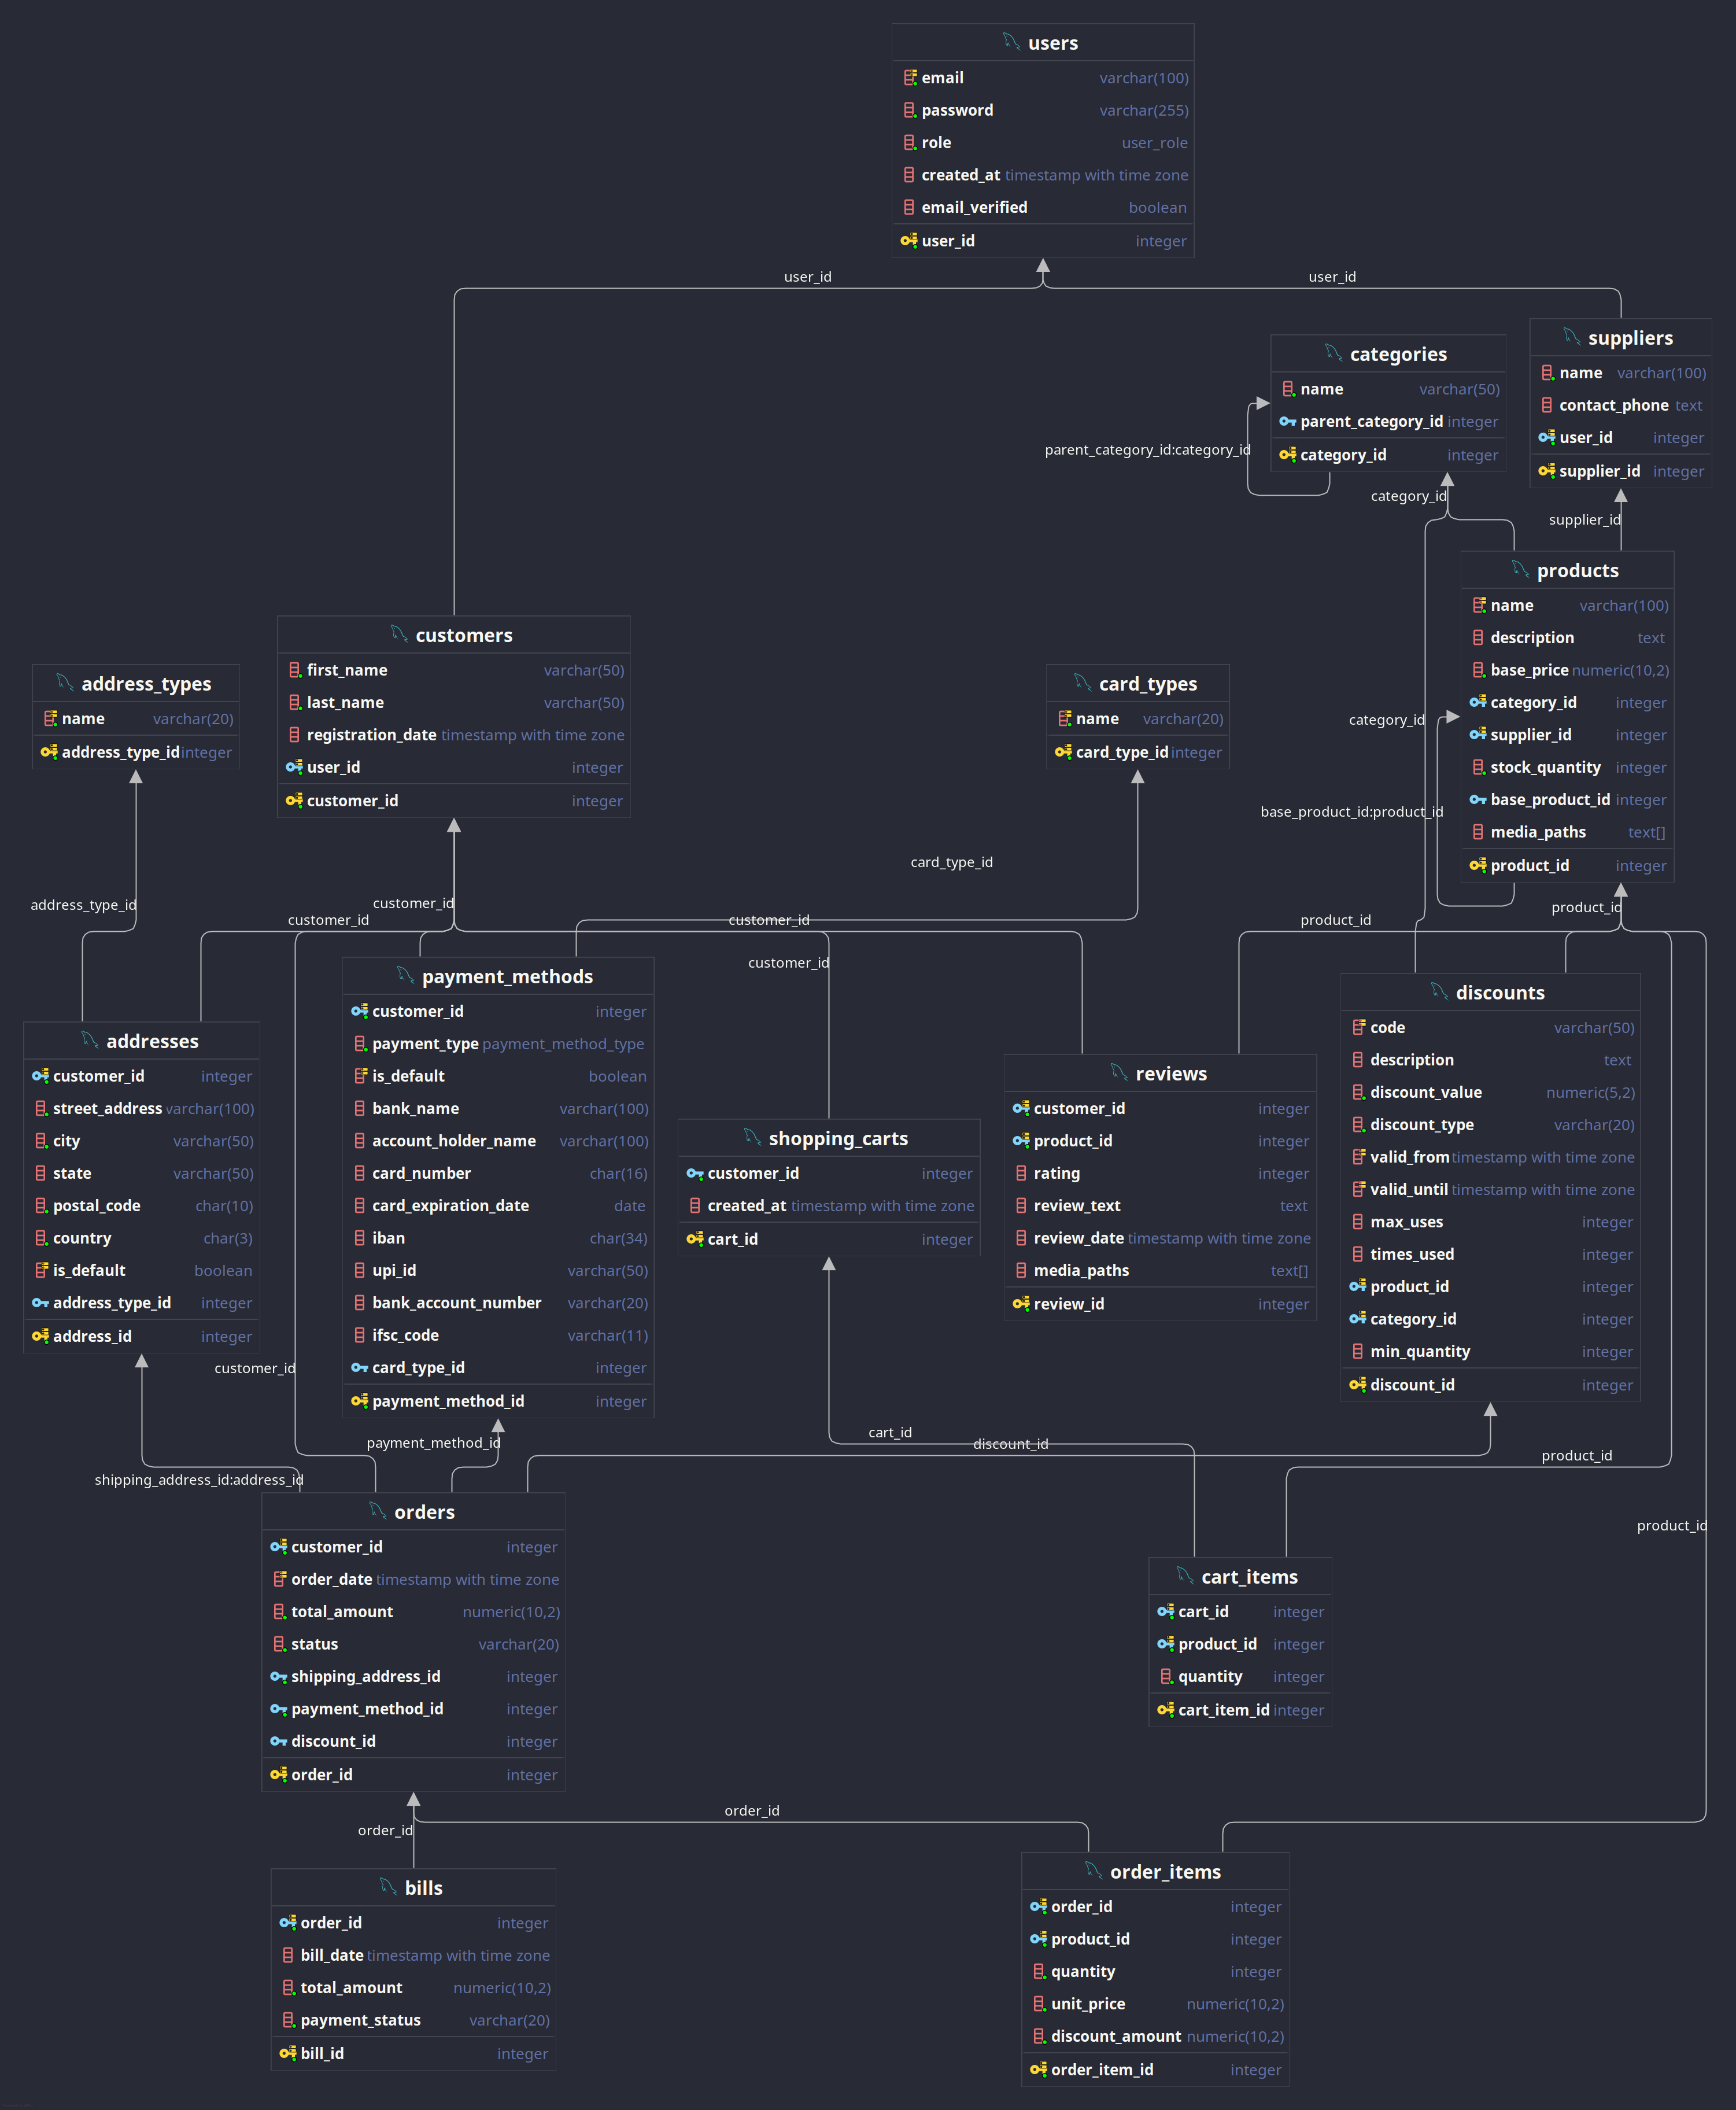 users
email varchar(100)
password varchar(255)
role user_role
created_at timestamp with time zone
email_verified boolean
user_id integer
user_id
user_id
categories
name varchar(50)
parent_category_id integer
category_id integer
parent_category_id:category_id
suppliers
name varchar(100)
contact_phone text
user_id integer
supplier_id integer
category_id
supplier_id
products
name varchar(100)
description text
base_price numeric(10,2)
category_id integer
supplier_id integer
stock_quantity integer
base_product_id integer
media_paths text[]
product_id integer
category_id
base_product_id:product_id
customers
first_name varchar(50)
last_name varchar(50)
registration_date timestamp with time zone
user_id integer
customer_id integer
address_types
name varchar(20)
address_type_id integer
card_types
name varchar(20)
card_type_id integer
card_type_id
address_type_id
customer_id
customer_id
customer_id
product_id
product_id
customer_id
payment_methods
customer_id integer
payment_type payment_method_type
is_default boolean
bank_name varchar(100)
account_holder_name varchar(100)
card_number char(16)
card_expiration_date date
iban char(34)
upi_id varchar(50)
bank_account_number varchar(20)
ifsc_code varchar(11)
card_type_id integer
payment_method_id integer
addresses
customer_id integer
street_address varchar(100)
city varchar(50)
state varchar(50)
postal_code char(10)
country char(3)
is_default boolean
address_type_id integer
address_id integer
shopping_carts
customer_id integer
created_at timestamp with time zone
cart_id integer
reviews
customer_id integer
product_id integer
rating integer
review_text text
review_date timestamp with time zone
media_paths text[]
review_id integer
discounts
code varchar(50)
description text
discount_value numeric(5,2)
discount_type varchar(20)
valid_from timestamp with time zone
valid_until timestamp with time zone
max_uses integer
times_used integer
product_id integer
category_id integer
min_quantity integer
discount_id integer
customer_id
payment_method_id
cart_id
discount_id
product_id
shipping_address_id:address_id
product_id
orders
customer_id integer
order_date timestamp with time zone
total_amount numeric(10,2)
status varchar(20)
shipping_address_id integer
payment_method_id integer
discount_id integer
order_id integer
cart_items
cart_id integer
product_id integer
quantity integer
cart_item_id integer
order_id
order_id
bills
order_id integer
bill_date timestamp with time zone
total_amount numeric(10,2)
payment_status varchar(20)
bill_id integer
order_items
order_id integer
product_id integer
quantity integer
unit_price numeric(10,2)
discount_amount numeric(10,2)
order_item_id integer